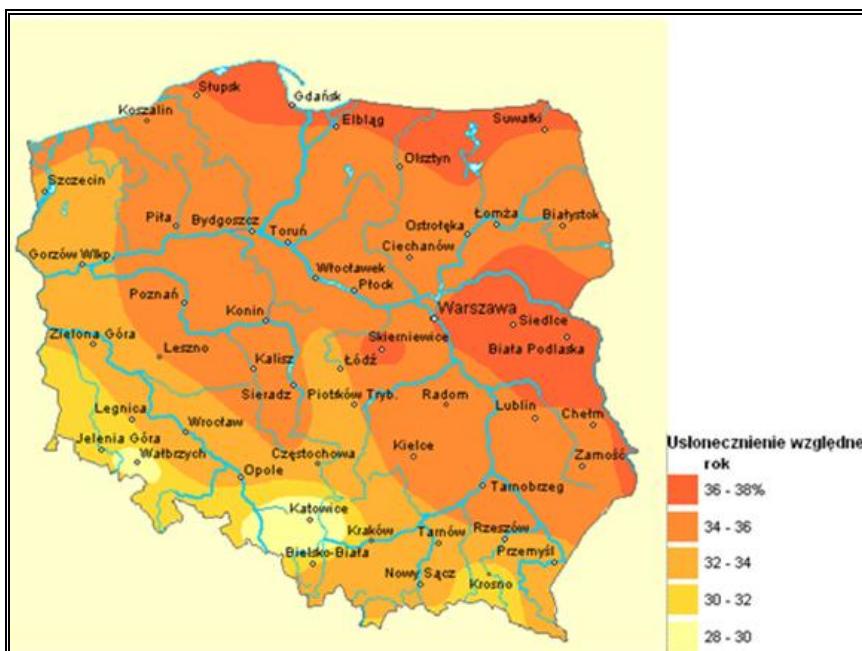 Słupsk
Gdańsk
Koszalin
Elbląg
Suwałki
Olsztyn
Szczecin
Piła
Bydgoszcz
Toruń
Ostrołęka
Łomża
Białystok
Ciechanów
Gorzów Wlkp.
Włocławek
Płock
Poznań
Konin
Warszawa
Siedlce
Skierniewice
Biała Podlaska
Zielona Góra
Leszno
Kalisz
Łódź
Sieradz
Piotrków Tryb.
Radom
Lublin
Chełm
Legnica
Wrocław
Jelenia Góra
Wałbrzych
Częstochowa
Kielce
Zamość
Opole
Tarnobrzeg
Katowice
Kraków
Tarnów
Rzeszów
Bielsko-Biała
Przemyśl
Nowy Sącz
Krosno
Usłonecznienie względne
rok
36 - 38%
34 - 36
32 - 34
30 - 32
28 - 30